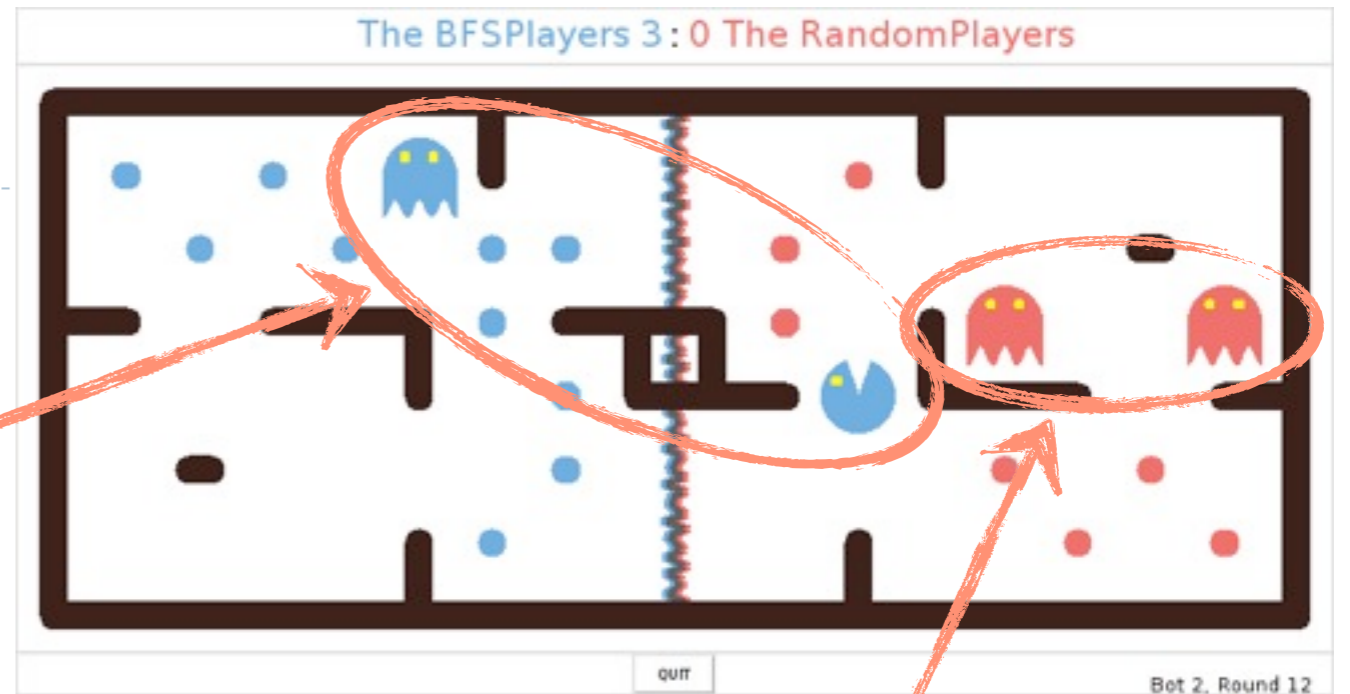 The BFSPlayers 3 : 0 The RandomPlayers
QUIT
Bot 2, Round 12